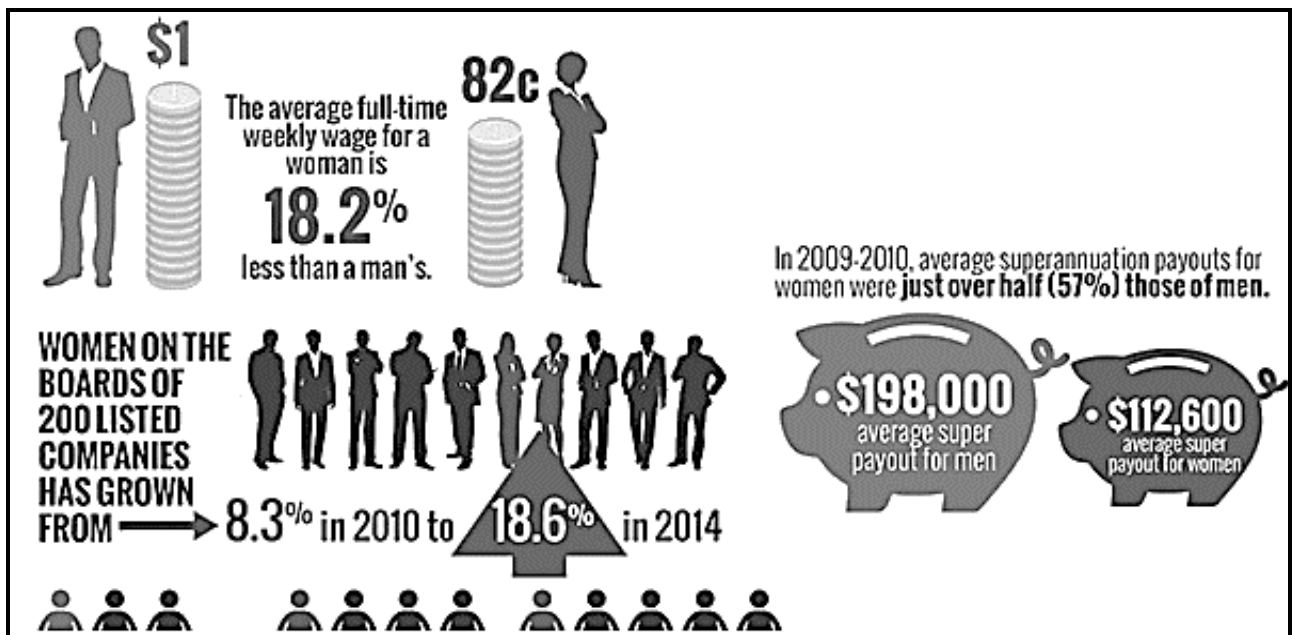 $1
The average full-time
weekly wage for a
woman is
18.2%
less than a man's.
82c
In 2009-2010, average superannuation payouts for
women were just over half (57%) those of men.
$198,000
average super
payout for men
$112,600
average super
payout for women
WOMEN ON THE
BOARDS OF
200 LISTED
COMPANIES
HAS GROWN
FROM
8.3% in 2010 to 18.6% in 2014